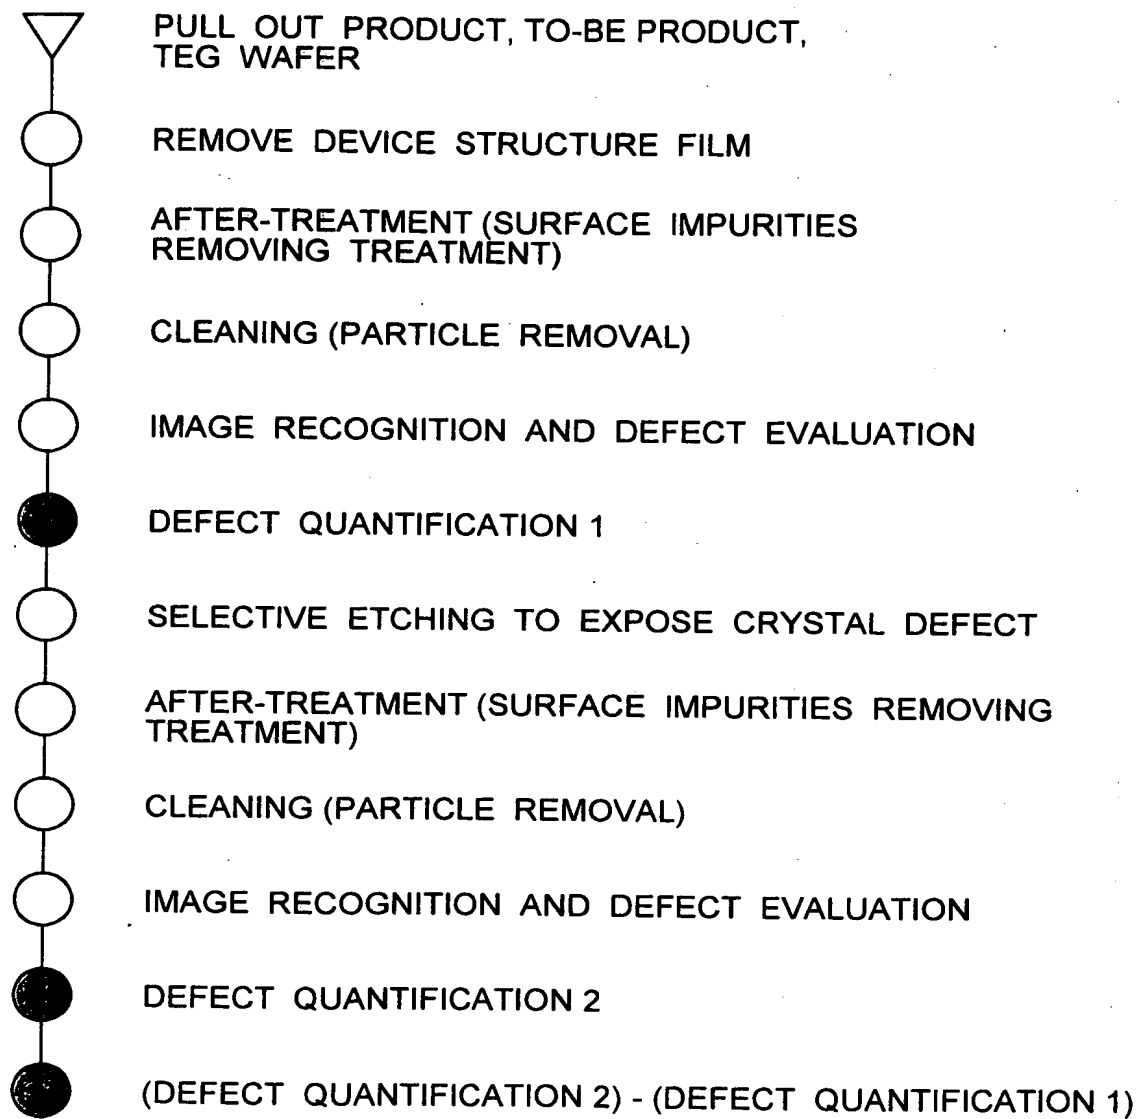 PULL OUT PRODUCT, TO-BE PRODUCT,
TEG WAFER
REMOVE DEVICE STRUCTURE FILM
AFTER-TREATMENT (SURFACE IMPURITIES
REMOVING TREATMENT)
CLEANING (PARTICLE REMOVAL)
IMAGE RECOGNITION AND DEFECT EVALUATION
DEFECT QUANTIFICATION 1
SELECTIVE ETCHING TO EXPOSE CRYSTAL DEFECT
AFTER-TREATMENT (SURFACE IMPURITIES REMOVING
TREATMENT)
CLEANING (PARTICLE REMOVAL)
IMAGE RECOGNITION AND DEFECT EVALUATION
DEFECT QUANTIFICATION 2
(DEFECT QUANTIFICATION 2) - (DEFECT QUANTIFICATION 1)